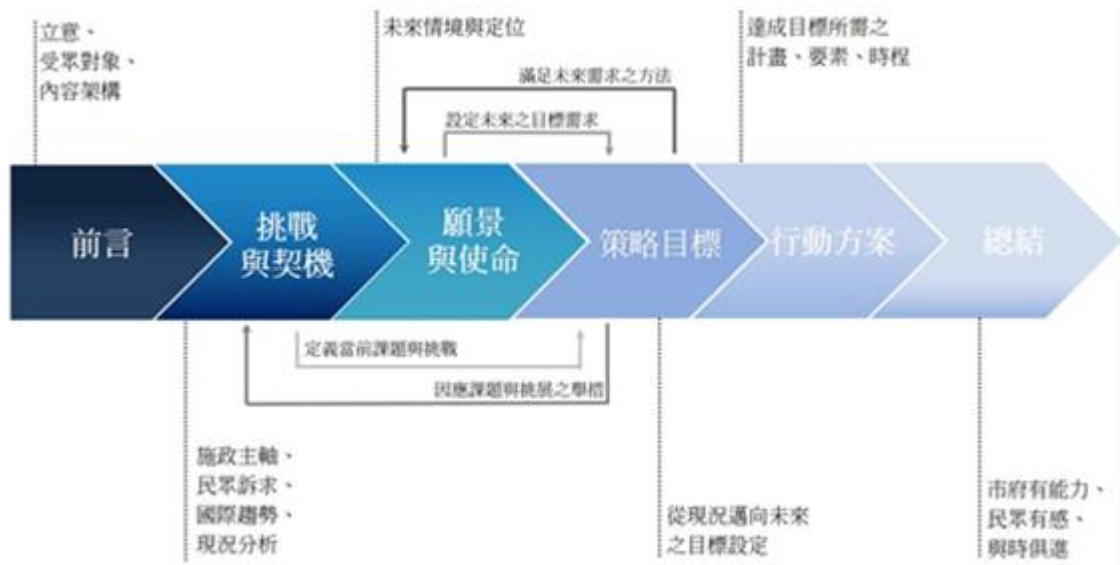 立意、
受眾對象、
內容架構
未來情境與定位
達成目標所需之
計畫、要素、時程
滿足未來需求之方法
設定未來之目標需求
前言
挑戰
與契機
願景
與使命
策略目標
行動方案
總結
定義當前課題與挑戰
因應課題與挑展之舉措
施政主軸、
民眾訴求、
國際趨勢、
現況分析
從現況邁向未來
之目標設定
市府有能力、
民眾有感、
與時俱進